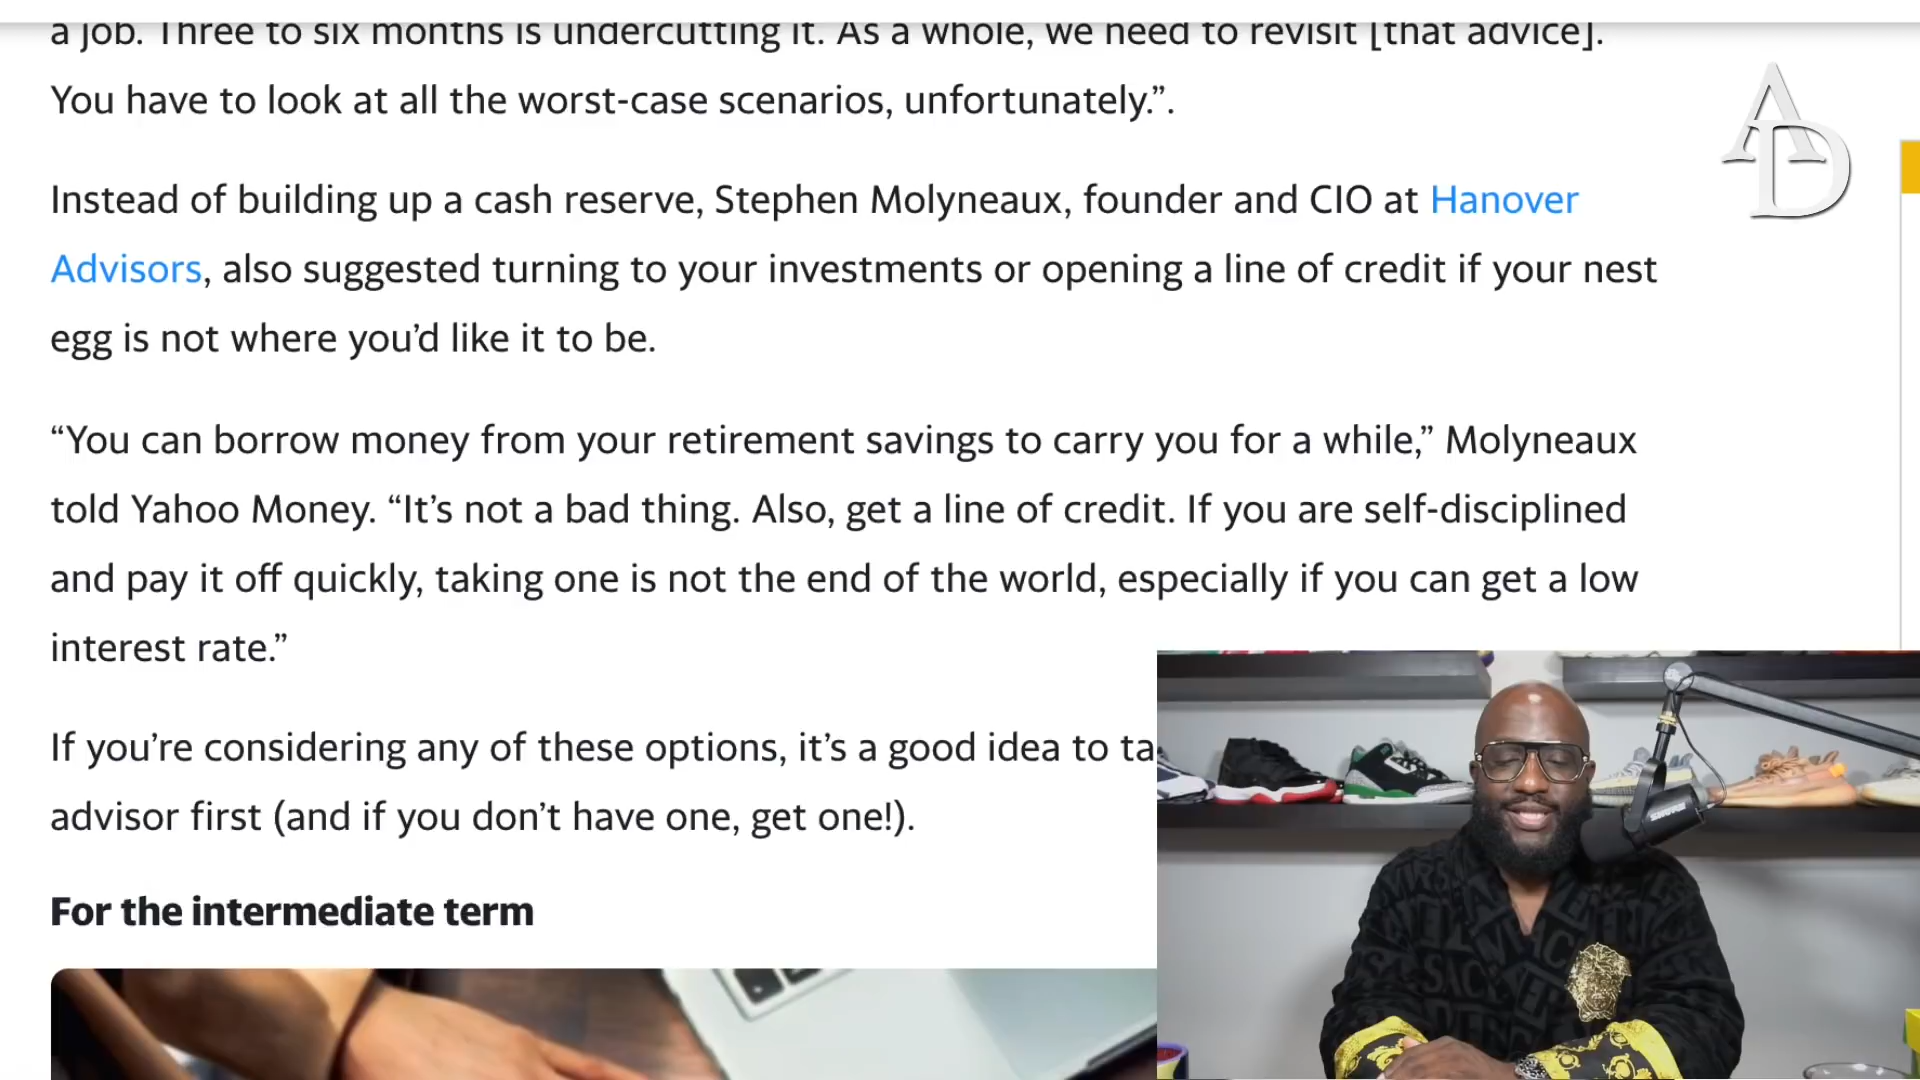 a job. Three to six months is undercutting it. As a whole, we need to revisit [that advice].
You have to look at all the worst-case scenarios, unfortunately.”.
Instead of building up a cash reserve, Stephen Molyneaux, founder and CIO at Hanover
Advisors, also suggested turning to your investments or opening a line of credit if your nest
egg is not where you’d like it to be.
“You can borrow money from your retirement savings to carry you for a while,” Molyneaux
told Yahoo Money. “It’s not a bad thing. Also, get a line of credit. If you are self-disciplined
and pay it off quickly, taking one is not the end of the world, especially if you can get a low
interest rate.”
If you’re considering any of these options, it’s a good idea to ta
advisor first (and if you don’t have one, get one!).
For the intermediate term
AD
SHURE